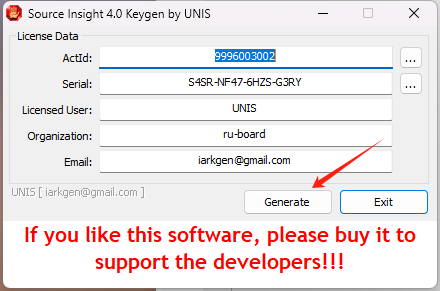 Source Insight 4.0 Keygen by UNIS
License Data
ActId: 9996003002 ...
Serial: S4SR-NF47-6HZS-G3RY ...
Licensed User: UNIS
Organization: ru-board
Email: iarkgen@gmail.com
UNIS [ iarkgen@gmail.com ]
Generate Exit
If you like this software, please buy it to
support the developers!!!